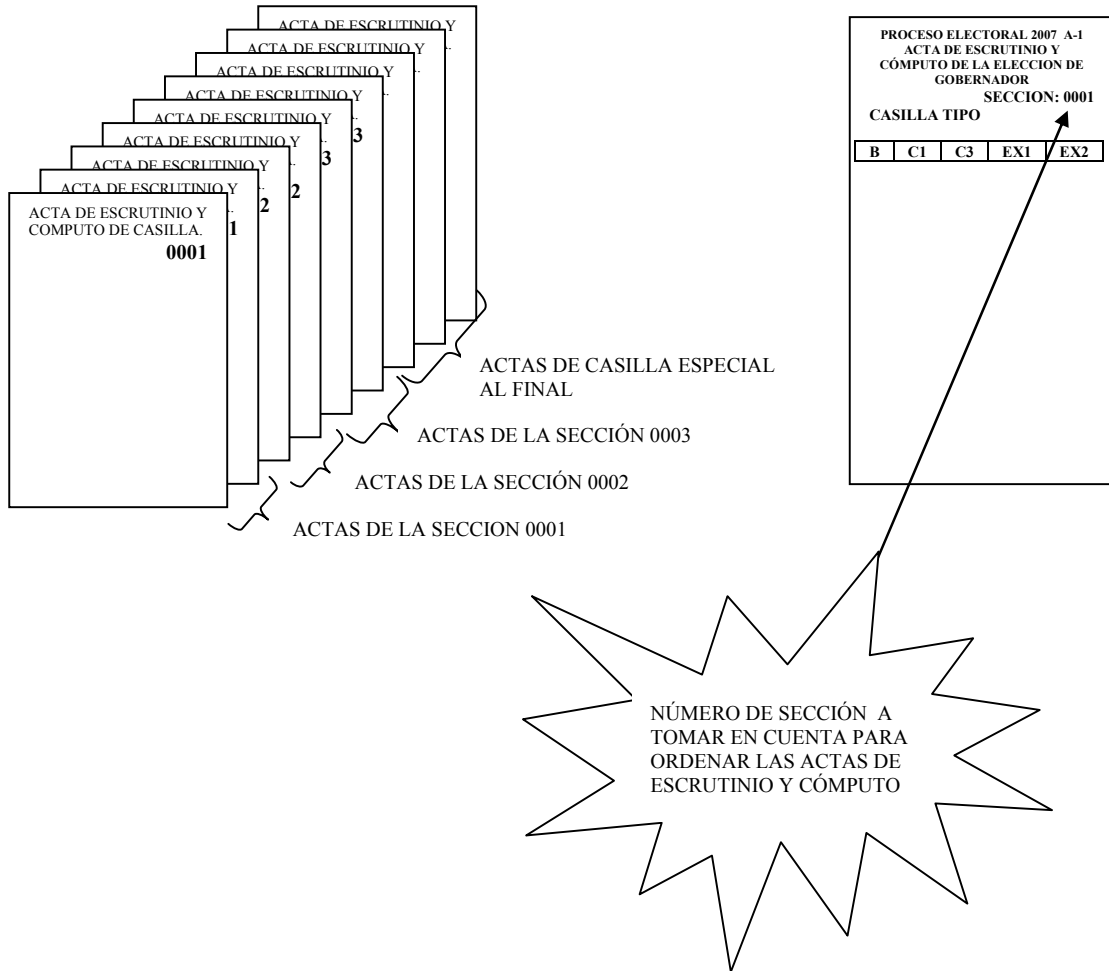 ACTA DE ESCRUTINIO Y
ACTA DE ESCRUTINIO Y
ACTA DE ESCRUTINIO Y
ACTA DE ESCRUTINIO Y
ACTA DE ESCRUTINIO Y
3
ACTA DE ESCRUTINIO Y
3
ACTA DE ESCRUTINIO Y
2
ACTA DE ESCRUTINIO Y
2
ACTA DE ESCRUTINIO Y
COMPUTO DE CASILLA.
1
0001
ACTAS DE CASILLA ESPECIAL
AL FINAL
ACTAS DE LA SECCIÓN 0003
ACTAS DE LA SECCIÓN 0002
ACTAS DE LA SECCION 0001
PROCESO ELECTORAL 2007 A-1
ACTA DE ESCRUTINIO Y
CÓMPUTO DE LA ELECCION DE
GOBERNADOR
SECCION: 0001
CASILLA TIPO
B C1 C3 EX1 EX2
NÚMERO DE SECCIÓN A
TOMAR EN CUENTA PARA
ORDENAR LAS ACTAS DE
ESCRUTINIO Y CÓMPUTO